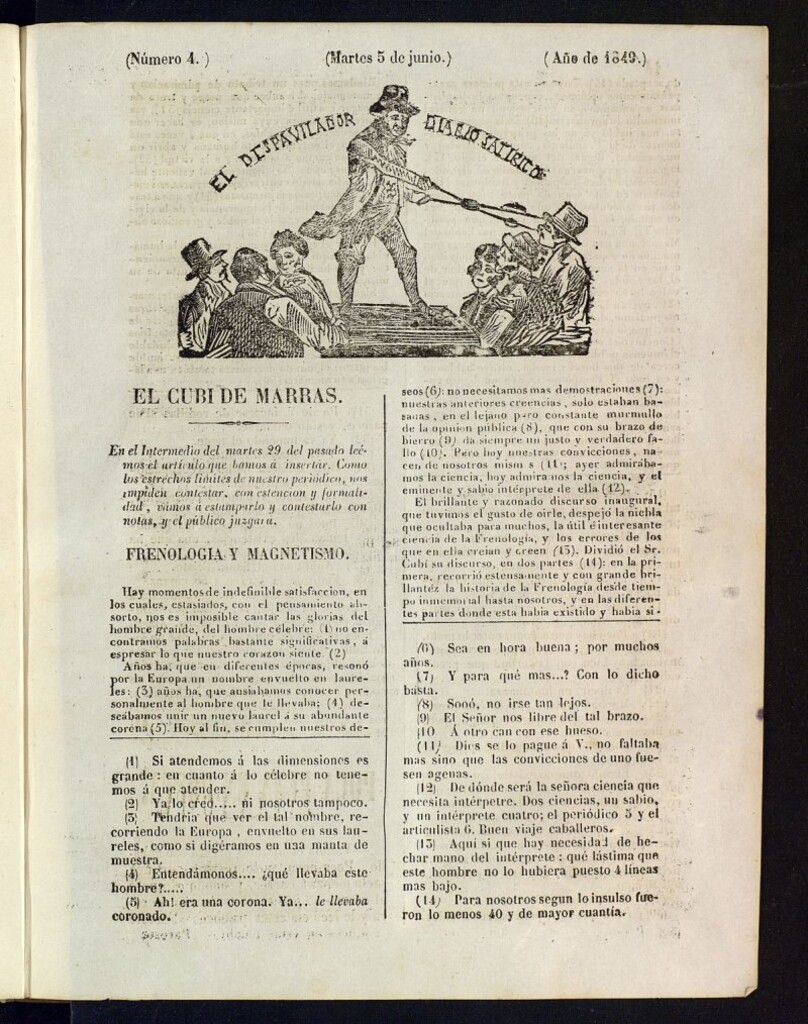 (Número 4.)
(Martes 5 de junio.)
(Año de 1849.)
EL DISPAVILADOR
DIARIO SATIRICO
EL CUBI DE MARRAS.
En el Intermedio del martes 29 del pasado leé-
mos el artículo que bamos á insertar. Como
los estrechos límites de nuestro periódico, nos
impiden contestar, con estencion y formali-
dad, vamos á estamparlo y contestarlo con
notas, y el público juzgara.
FRENOLOGIA Y MAGNETISMO.
Hay momentos de indefinible satisfaccion, en
los cuales, estasiados, con el pensamiento ab-
sorto, nos es imposible cantar las glorias del
hombre grande, del hombre célebre: (1) no en-
contramos palabras bastante significativas, á
espresar lo que nuestro corazon siente (2)
Años ha, que en diferentes épocas, resonó
por la Europa un nombre envuelto en laure-
les: (3) años ha, que ausiabamos conocer per-
sonalmente al hombre que le llevaba; (4) de-
seábamos unir un nuevo laurel á su abundante
corena (5). Hoy al fin, se cumplen nuestros de-
(1) Si atendemos á las dimensiones es
grande: en cuanto á lo célebre no tene-
mos á que atender.
(2) Ya lo creo..... ni nosotros tampoco.
(3) Tendria que ver el tal nombre, re-
corriendo la Europa, envuelto en sus lau-
reles, como si digéramos en una manta de
muestra.
(4) Entendámonos.... ¿qué llevaba este
hombre?.....
(5) Ah! era una corona. Ya... le llevaba
coronado.
seos (6): no necesitamos mas demostraciones (7):
nuestras anteriores creencias, solo estaban ba-
sadas, en el lejano pero constante murmullo
de la opinion pública (8), que con su brazo de
hierro (9) da siempre un justo y verdadero fa-
llo (10). Pero hoy nuestras convicciones, na-
cen de nosotros mism s (11); ayer admirába-
mos la ciencia, hoy admira nos la ciencia, y el
eminente y sabio intérprete de ella (12).
El brillante y razonado discurso inaugural,
que tuvimos el gusto de oirle, despejó la niebla
que ocultaba para muchos, la útil é interesante
ciencia de la Frenología, y los errores de los
que en ella creian y creen (13). Dividió el Sr.
Cubí su discurso, en dos partes (14): en la pri-
mera, recorrió estensamente y con grande bri-
llantéz la historia de la Frenología desde tiem-
po inmemorial hasta nosotros, y en las diferen-
tes partes donde esta habia existido y habia si-
(6) Sea en hora buena; por muchos
años.
(7) Y para qué mas...? Con lo dicho
basta.
(8) Sooó, no irse tan lejos.
(9) El Señor nos libre del tal brazo.
(10 Á otro can con ese hueso.
(11) Dios se lo pague á V., no faltaba
mas sino que las convicciones de uno fue-
sen agenas.
(12) De dónde será la señora ciencia que
necesita intérpetre. Dos ciencias, un sabio,
y un intérprete cuatro; el periódico 5 y el
articulista 6. Buen viaje caballeros.
(13) Aqui si que hay necesidad de he-
char mano del intérprete: qué lástima que
este hombre no lo hubiera puesto 4 líneas
mas bajo.
(14) Para nosotros segun lo insulso fue-
ron lo menos 40 y de mayor cuantía.